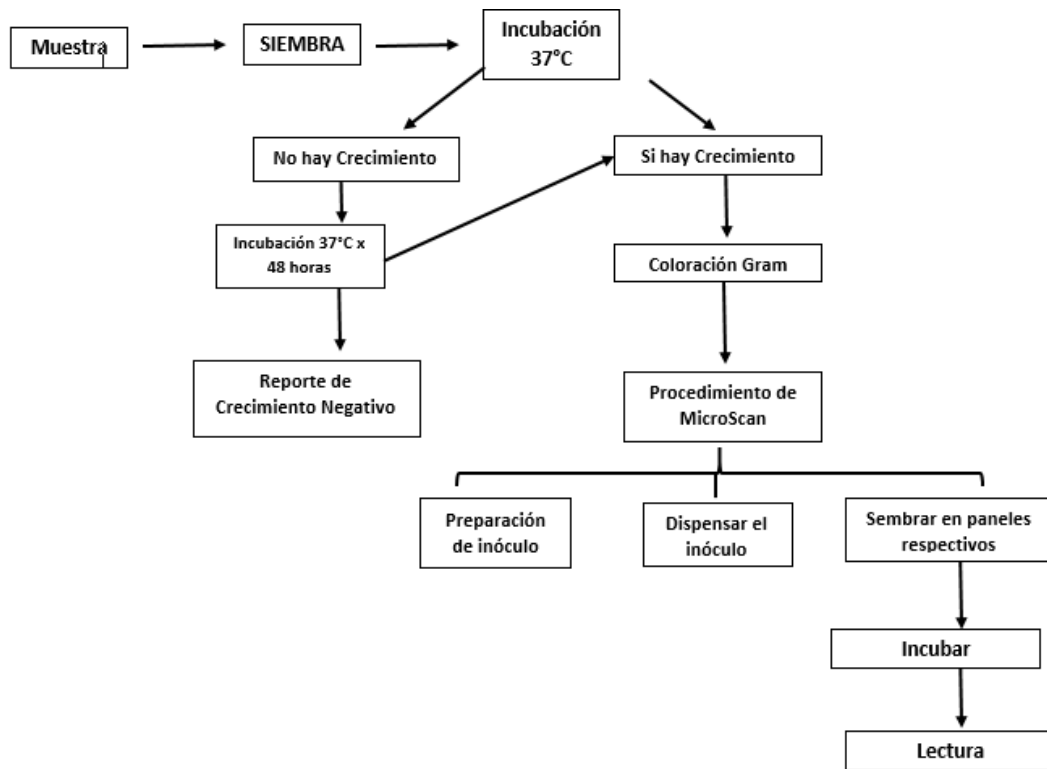 Muestra
SIEMBRA
Incubación
37°C
No hay Crecimiento
Si hay Crecimiento
Incubación 37°C x
48 horas
Coloración Gram
Reporte de
Crecimiento Negativo
Procedimiento de
MicroScan
Preparación
de inóculo
Dispensar el
inóculo
Sembrar en paneles
respectivos
Incubar
Lectura